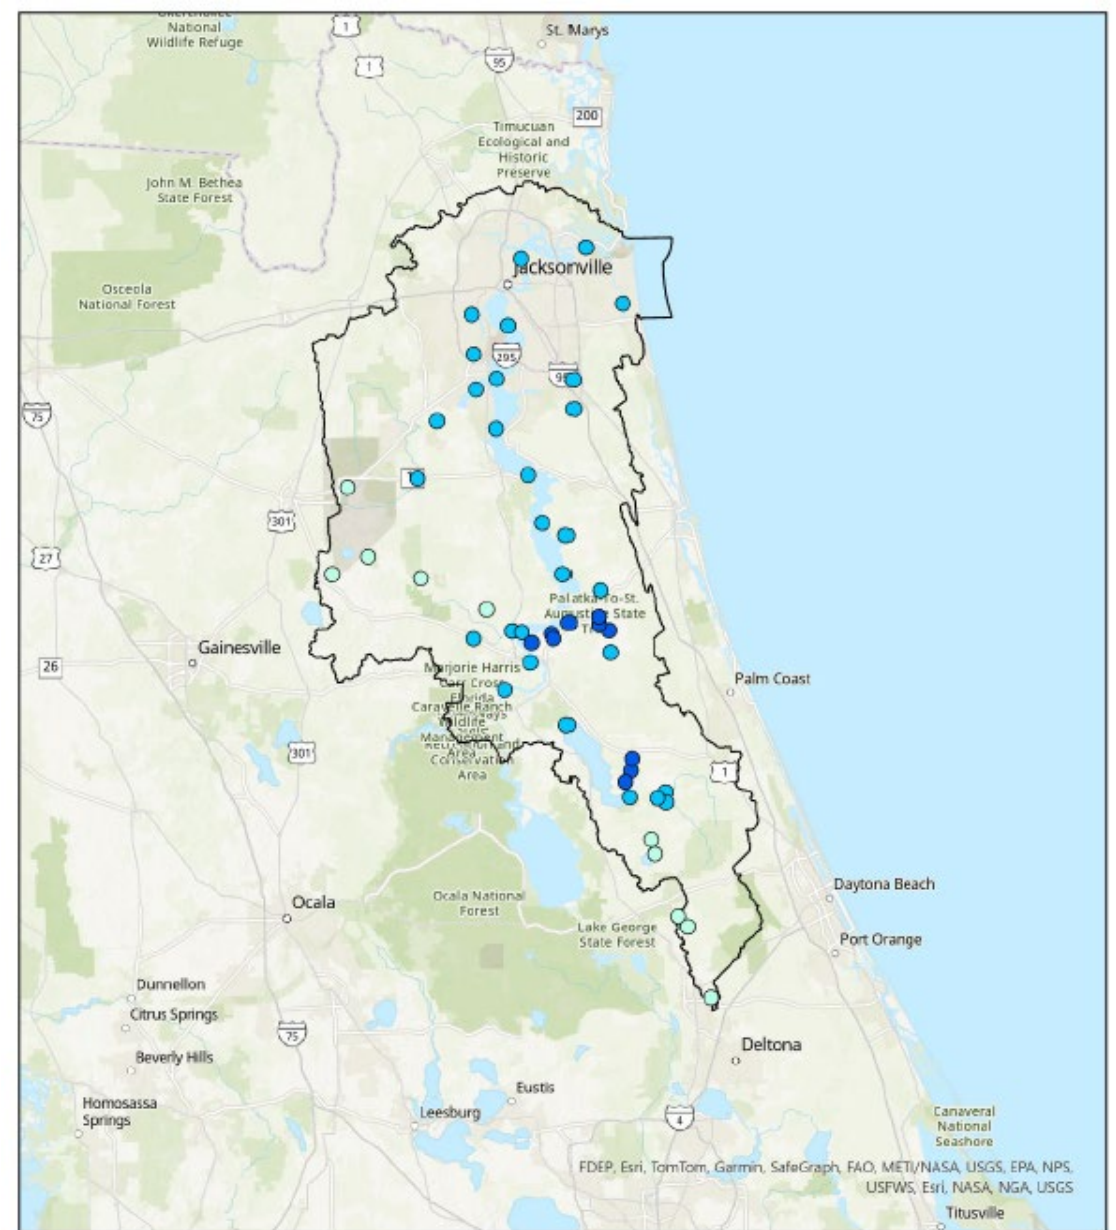 National
Wildlife Refuge
1
St. Marys
1
95
200
Timucuan
Ecological and
Historic
Preserve
John M. Bethea
State Forest
Jacksonville
Osceola
National Forest
295
75
301
27
Palatka-To-St.
Augustine State
Gainesville
26
Marjorie Harris
Carr Cross
Florida
Caravelle Ranch
Wildlife
Management
Area
Conservation
Area
Palm Coast
301
1
Daytona Beach
Ocala National
Forest
Ocala
Lake George
State Forest
Port Orange
Dunnellon
Citrus Springs
75
Deltona
Beverly Hills
Eustis
Homosassa
Springs
Leesburg
4
Canaveral
National
Seashore
FDEP, Esri, TomTom, Garmin, SafeGraph, FAO, METI/NASA, USGS, EPA, NPS,
USFWS, Esri, NASA, NGA, USGS
Titusville